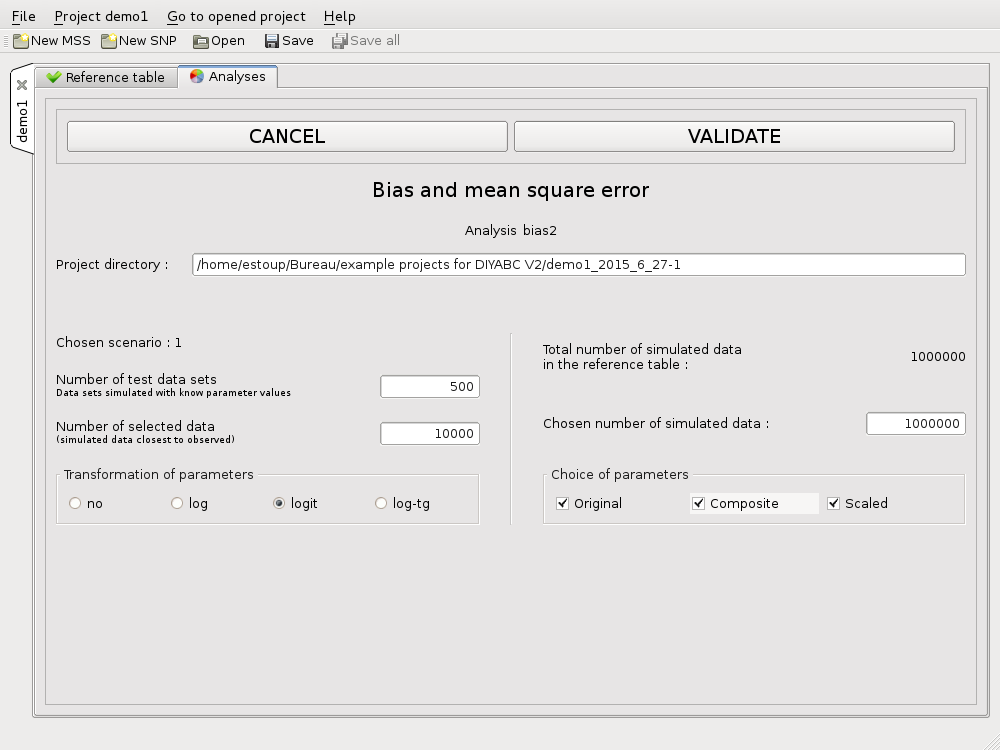 File Project demo1 Go to opened project Help
New MSS New SNP Open Save Save all
demo1
Reference table Analyses
CANCEL VALIDATE
Bias and mean square error
Analysis bias2
Project directory : /home/estoup/Bureau/example projects for DIYABC V2/demo1_2015_6_27-1
Chosen scenario : 1
Number of test data sets 500
Data sets simulated with know parameter values
Number of selected data 10000
(simulated data closest to observed)
Transformation of parameters
no log logit log-tg
Total number of simulated data
in the reference table : 1000000
Chosen number of simulated data : 1000000
Choice of parameters
Original Composite Scaled